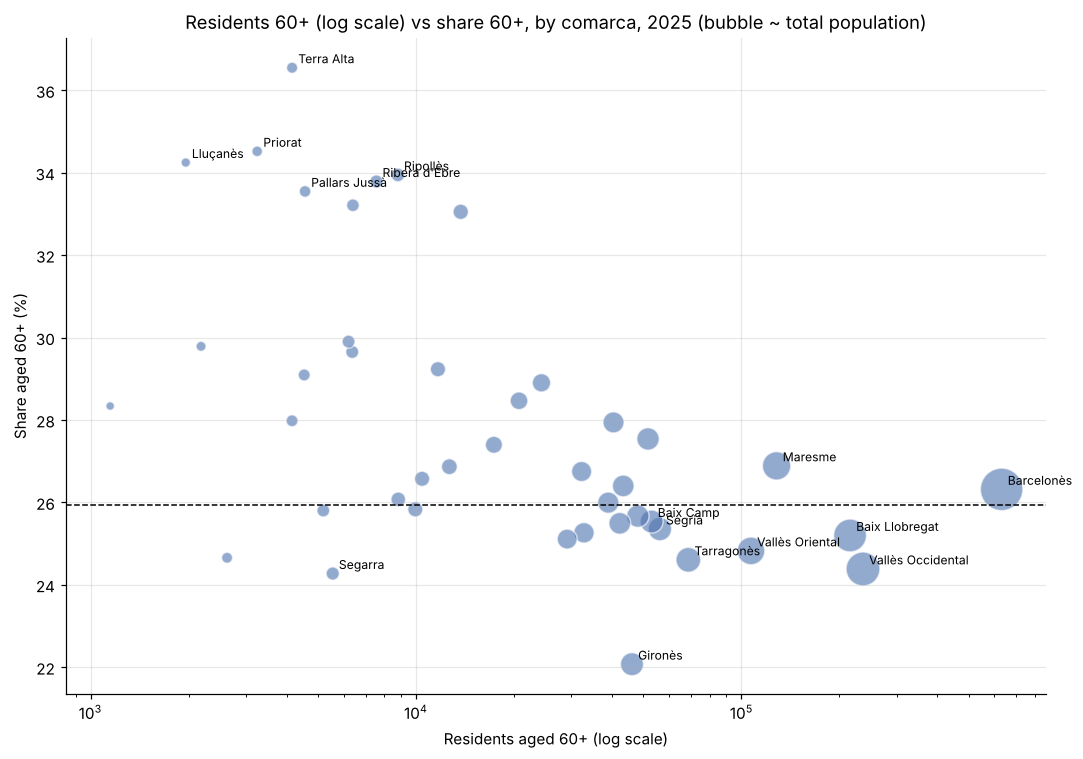 Residents 60+ (log scale) vs share 60+, by comarca, 2025 (bubble ~ total population)
Share aged 60+ (%)
36
34
32
30
28
26
24
22
Terra Alta
Priorat
Lluçanès
Ripollès
Ribera d'Ebre
Pallars Jussà
Maresme
Barcelonès
Baix Camp
Segrià
Baix Llobregat
Vallès Oriental
Tarragonès
Vallès Occidental
Segarra
Gironès
10³
10⁴
10⁵
Residents aged 60+ (log scale)